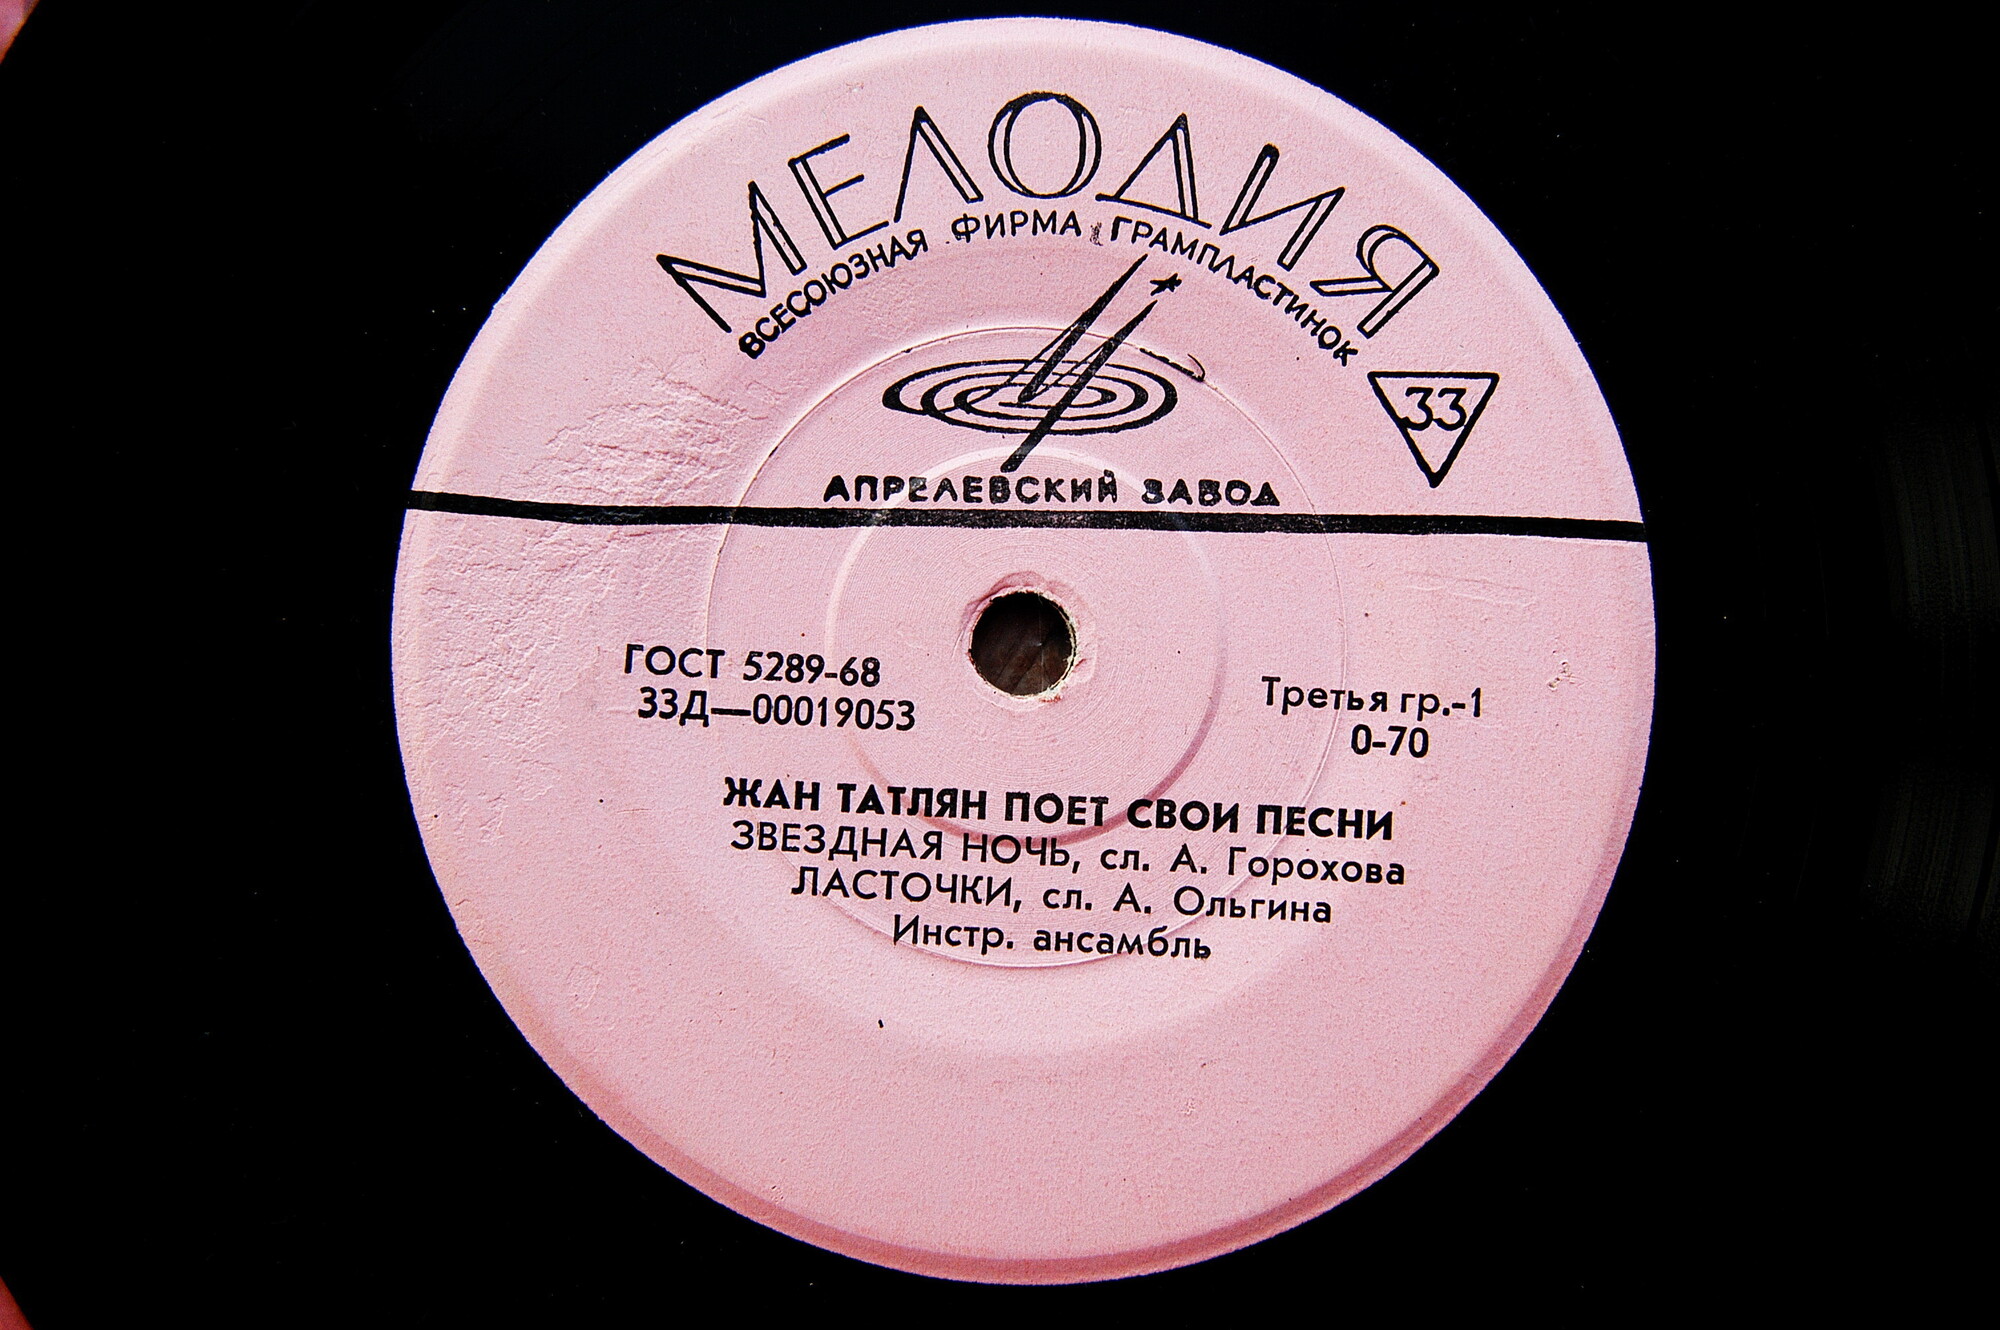 МЕЛОДИЯ
ВСЕСОЮЗНАЯ ФИРМА ГРАМПЛАСТИНОК
33
АПРЕЛЕВСКИЙ ЗАВОД
ГОСТ 5289-68
33Д—00019053
Третья гр.-1
0-70
ЖАН ТАТЛЯН ПОЕТ СВОИ ПЕСНИ
ЗВЕЗДНАЯ НОЧЬ, сл. А. Горохова
ЛАСТОЧКИ, сл. А. Ольгина
Инстр. ансамбль